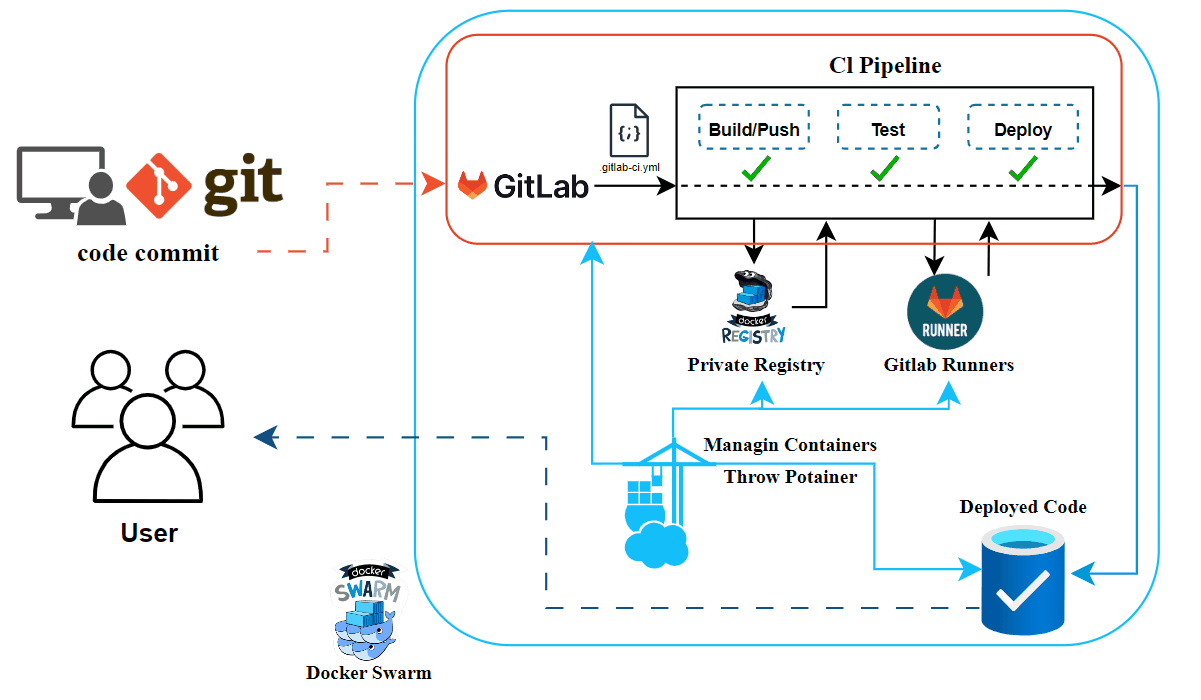 Cl Pipeline
Build/Push
Test
Deploy
{;}
.gitlab-ci.yml
GitLab
git
code commit
docker
REGISTRY
RUNNER
Private Registry
Gitlab Runners
Managin Containers
Throw Potainer
User
Deployed Code
docker
SWARM
Docker Swarm